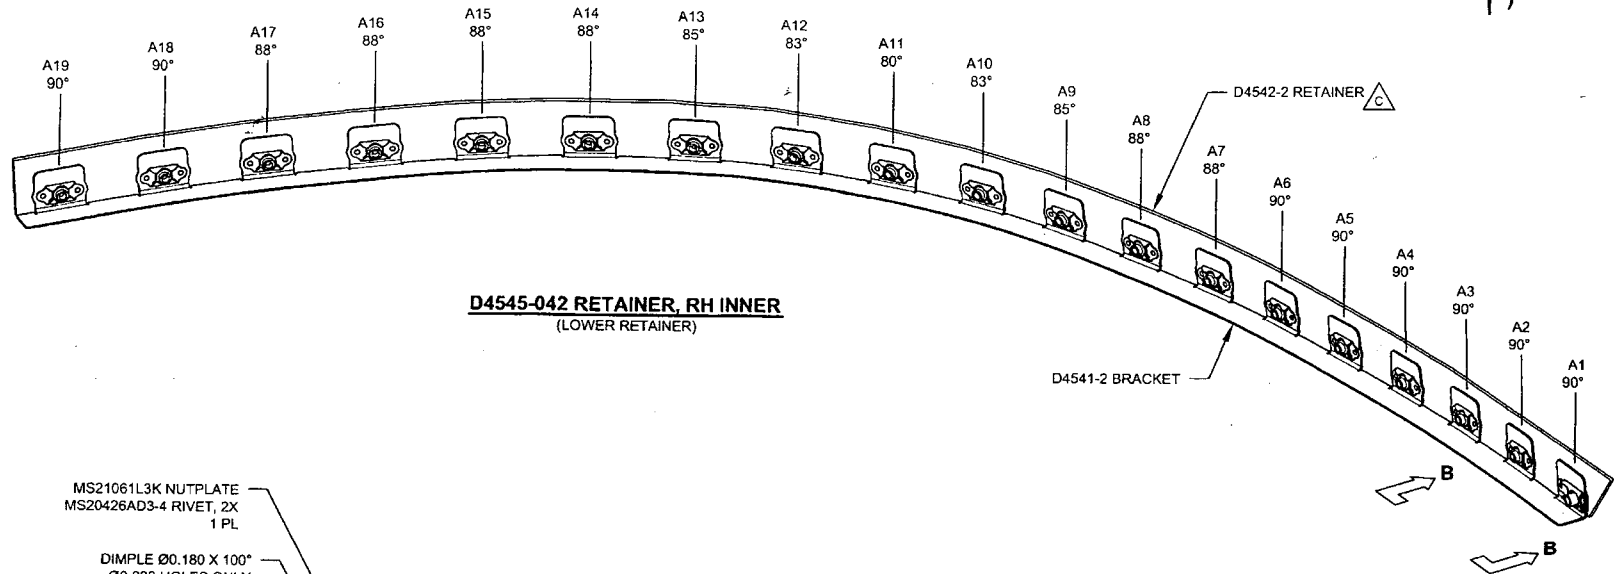 A19
90°
A18
90°
A17
88°
A16
88°
A15
88°
A14
88°
A13
85°
A12
83°
A11
80°
A10
83°
A9
85°
A8
88°
A7
88°
A6
90°
A5
90°
A4
90°
A3
90°
A2
90°
A1
90°
D4542-2 RETAINER
C
D4545-042 RETAINER, RH INNER
(LOWER RETAINER)
D4541-2 BRACKET
B
B
MS21061L3K NUTPLATE
MS20426AD3-4 RIVET, 2X
1 PL
DIMPLE Ø0.180 X 100°